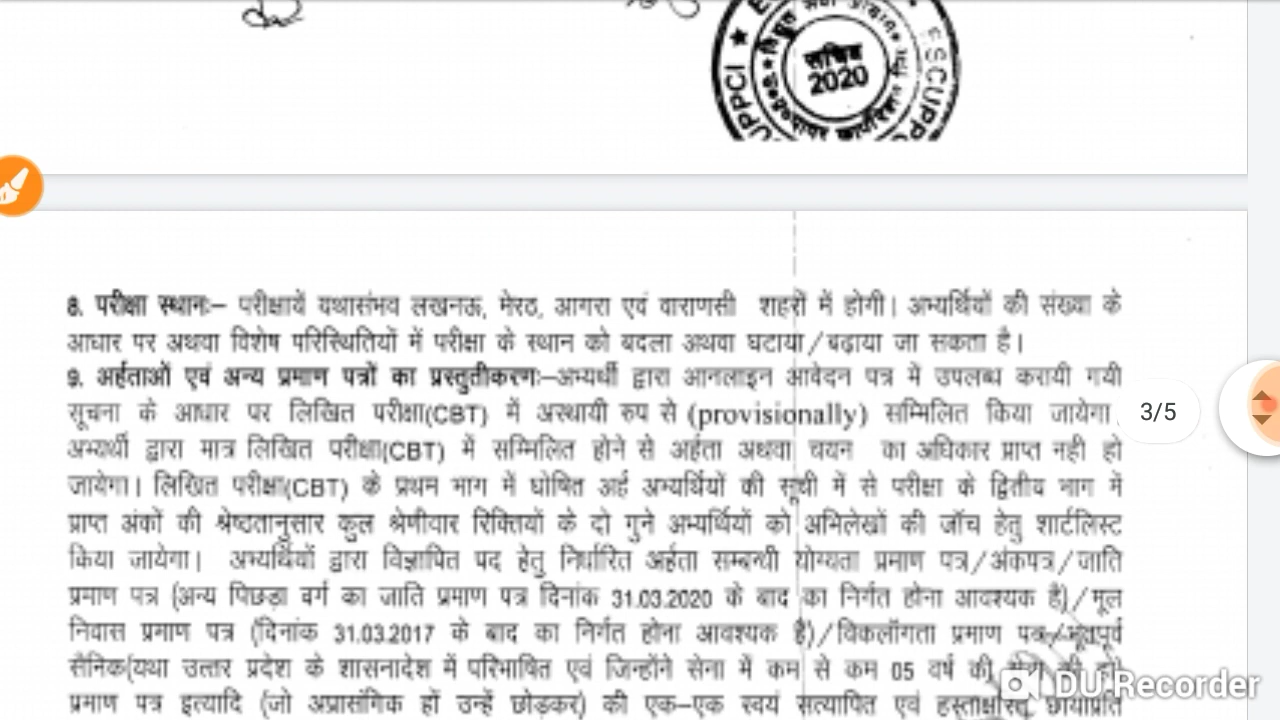 सचिव
2020
UPPCL
ESCUPP
8. परीक्षा स्थानः– परीक्षायें यथासंभव लखनऊ, मेरठ, आगरा एवं वाराणसी शहरों में होगी। अभ्यर्थियों की संख्या के
आधार पर अथवा विशेष परिस्थितियों में परीक्षा के स्थान को बदला अथवा घटाया/बढ़ाया जा सकता है।
9. अर्हताओं एवं अन्य प्रमाण पत्रों का प्रस्तुतीकरणः–अभ्यर्थी द्वारा आनलाइन आवेदन पत्र में उपलब्ध करायी गयी
सूचना के आधार पर लिखित परीक्षा(CBT) में अस्थायी रुप से (provisionally) सम्मिलित किया जायेगा
3/5
अभ्यर्थी द्वारा मात्र लिखित परीक्षा(CBT) में सम्मिलित होने से अर्हता अथवा चयन का अधिकार प्राप्त नही हो
जायेगा। लिखित परीक्षा(CBT) के प्रथम भाग में घोषित अर्ह अभ्यर्थियों की सूची में से परीक्षा के द्वितीय भाग में
प्राप्त अंकों की श्रेष्ठतानुसार कुल श्रेणीवार रिक्तियों के दो गुने अभ्यर्थियों को अभिलेखों की जॉच हेतु शार्टलिस्ट
किया जायेगा। अभ्यर्थियों द्वारा विज्ञापित पद हेतु निर्धारित अर्हता सम्बन्धी योग्यता प्रमाण पत्र/अंकपत्र/जाति
प्रमाण पत्र (अन्य पिछड़ा वर्ग का जाति प्रमाण पत्र दिनांक 31.03.2020 के बाद का निर्गत होना आवश्यक है)/मूल
निवास प्रमाण पत्र (दिनांक 31.03.2017 के बाद का निर्गत होना आवश्यक है)/विकलॉगता प्रमाण पत्र/भूतपूर्व
सैनिक(यथा उत्तर प्रदेश के शासनादेश में परिभाषित एवं जिन्होंने सेना में कम से कम 05 वर्ष की
प्रमाण पत्र इत्यादि (जो अप्रासंगिक हों उन्हें छोड़कर) की एक–एक स्वयं सत्यापित एवं हस्ताक्षरित छायाप्रति
DU Recorder